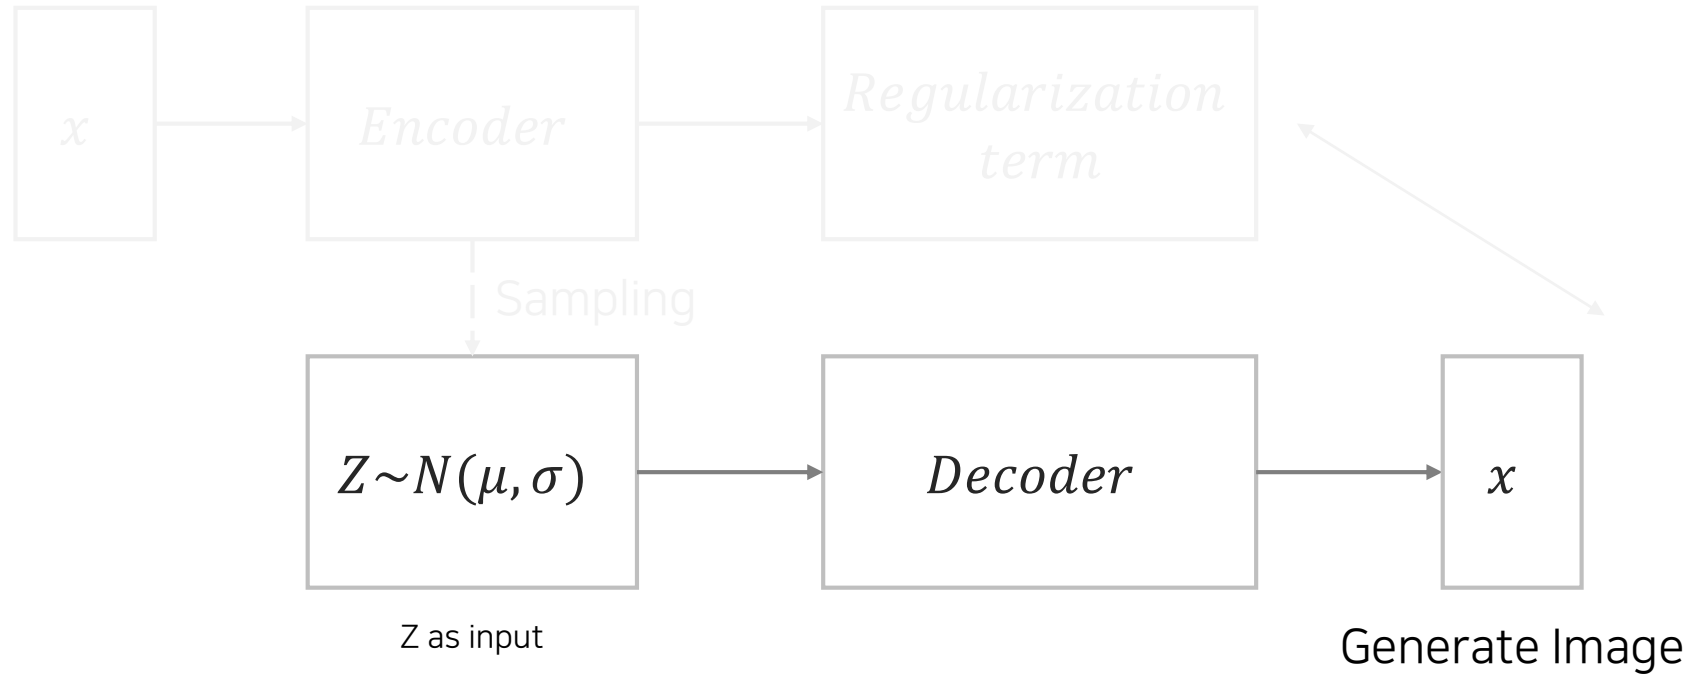 x
Encoder
Regularization
term
Sampling
Z~N(μ, σ)
Decoder
x
Z as input
Generate Image